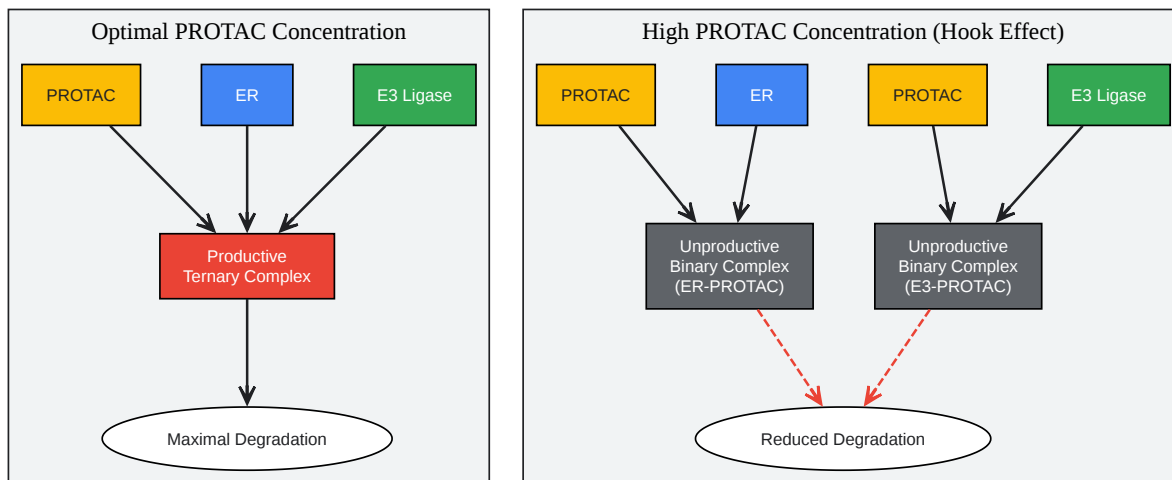 Optimal PROTAC Concentration
PROTAC
ER
E3 Ligase
Productive
Ternary Complex
Maximal Degradation
High PROTAC Concentration (Hook Effect)
PROTAC
ER
PROTAC
E3 Ligase
Unproductive
Binary Complex
(ER-PROTAC)
Unproductive
Binary Complex
(E3-PROTAC)
Reduced Degradation